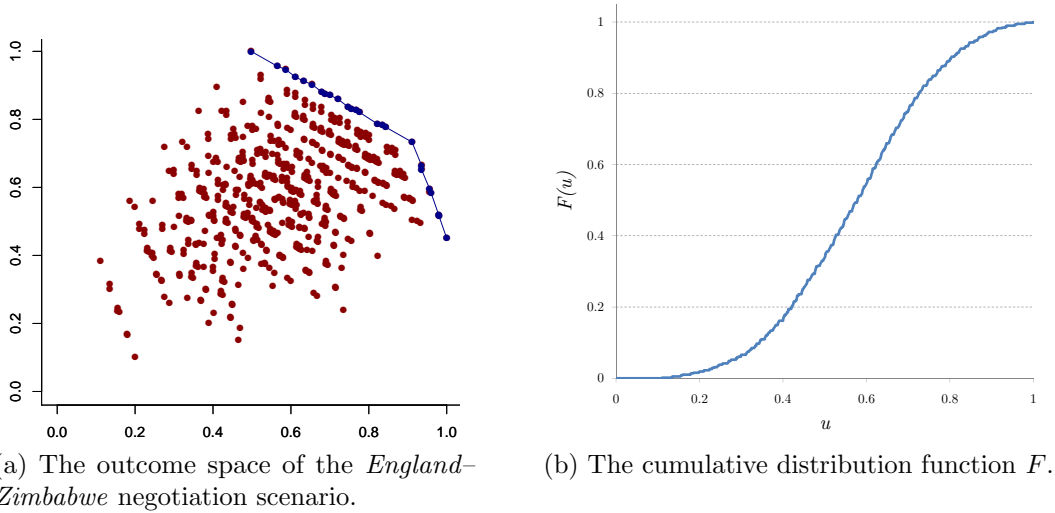 1.0
0.8
0.6
0.4
0.2
0.0
0.0 0.2 0.4 0.6 0.8 1.0
(a) The outcome space of the England–
Zimbabwe negotiation scenario.
1
0.8
0.6
0.4
0.2
0
F(u)
0 0.2 0.4 0.6 0.8 1
u
(b) The cumulative distribution function F.